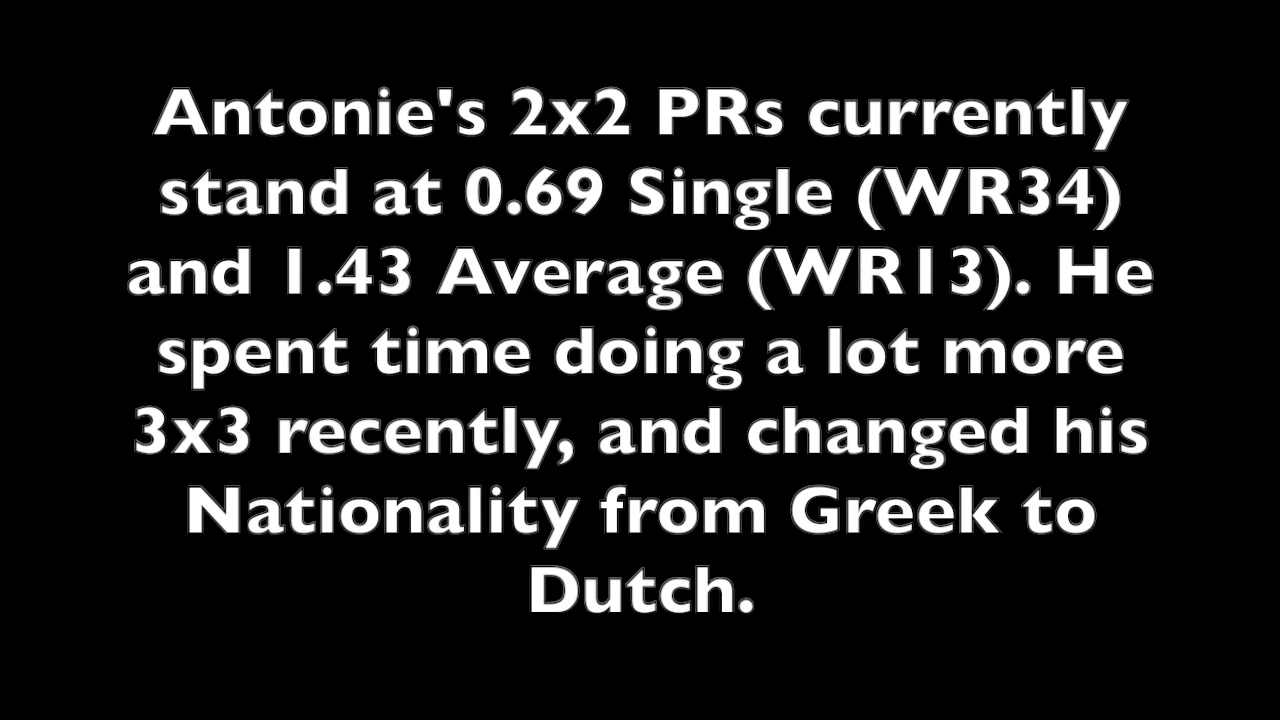 Antonie's 2x2 PRs currently
stand at 0.69 Single (WR34)
and 1.43 Average (WR13). He
spent time doing a lot more
3x3 recently, and changed his
Nationality from Greek to
Dutch.